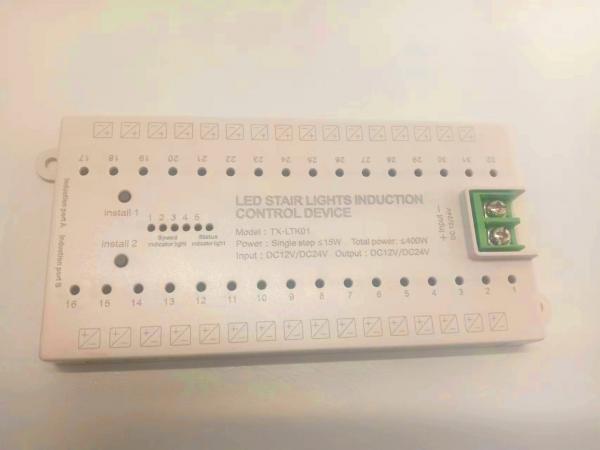 17 18 19 20 21 22 23 24 25 26 27 28 29 30 31 32
Induction port A
Induction port B
install 1
install 2
1 2 3 4 5
Speed
indicator light
Status
indicator light
LED STAIR LIGHTS INDUCTION
CONTROL DEVICE
Model : TX-LTK01
Power : Single step ≤15W Total power: ≤400W
Input : DC12V/DC24V Output : DC12V/DC24V
+ Input −
DC 12/24V
16 15 14 13 12 11 10 9 8 7 6 5 4 3 2 1